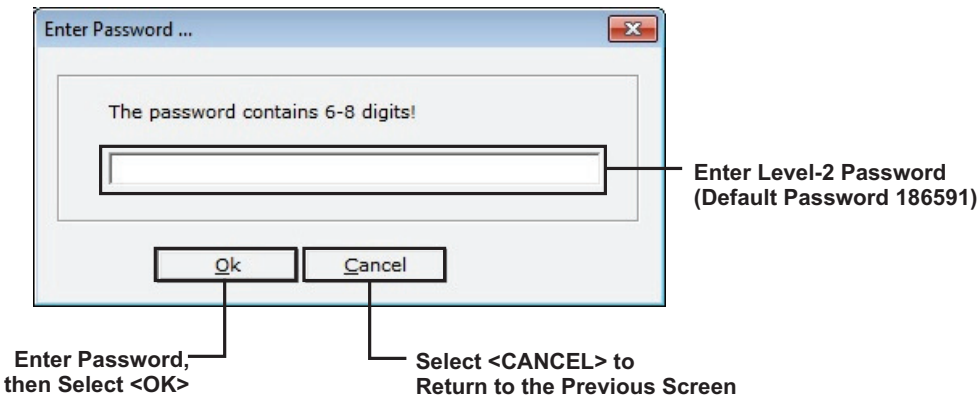 Enter Password ...
The password contains 6-8 digits!
Enter Level-2 Password
(Default Password 186591)
Ok
Cancel
Enter Password,
then Select <OK>
Select <CANCEL> to
Return to the Previous Screen